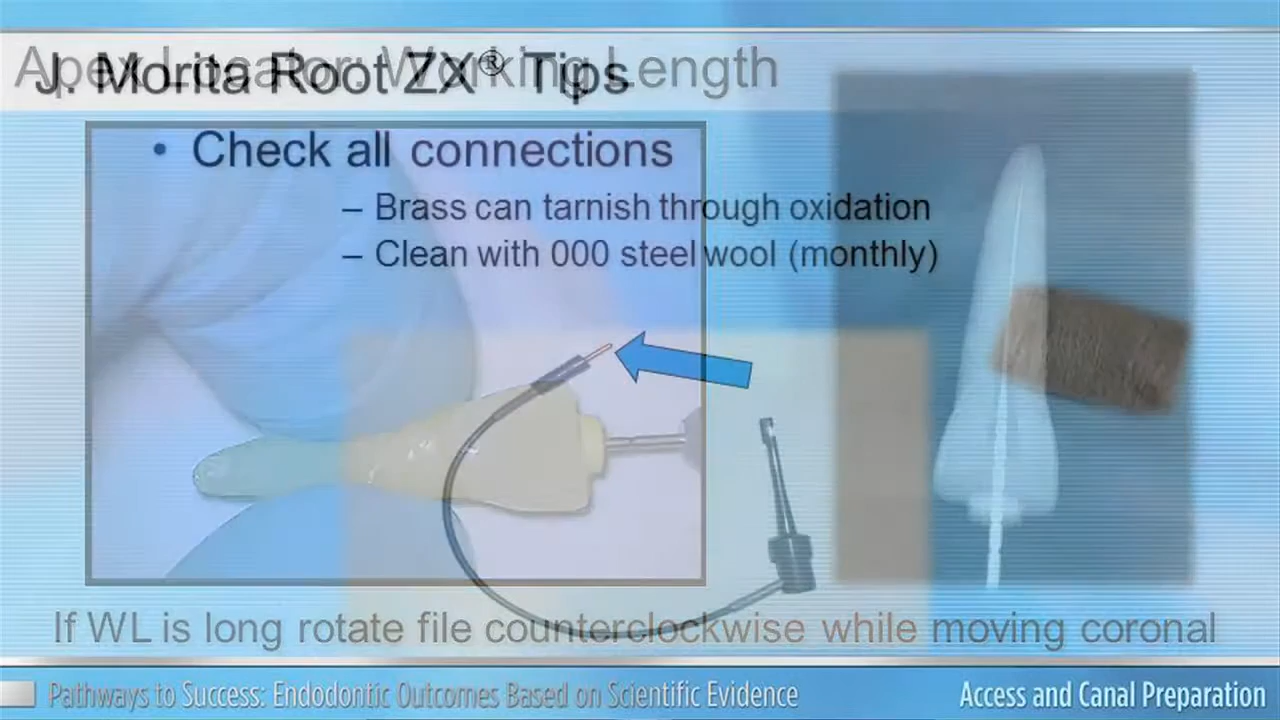 Apex Locator: Working Length
J. Morita Root ZX® Tips
• Check all connections
– Brass can tarnish through oxidation
– Clean with 000 steel wool (monthly)
If WL is long rotate file counterclockwise while moving coronal
Pathways to Success: Endodontic Outcomes Based on Scientific Evidence
Access and Canal Preparation